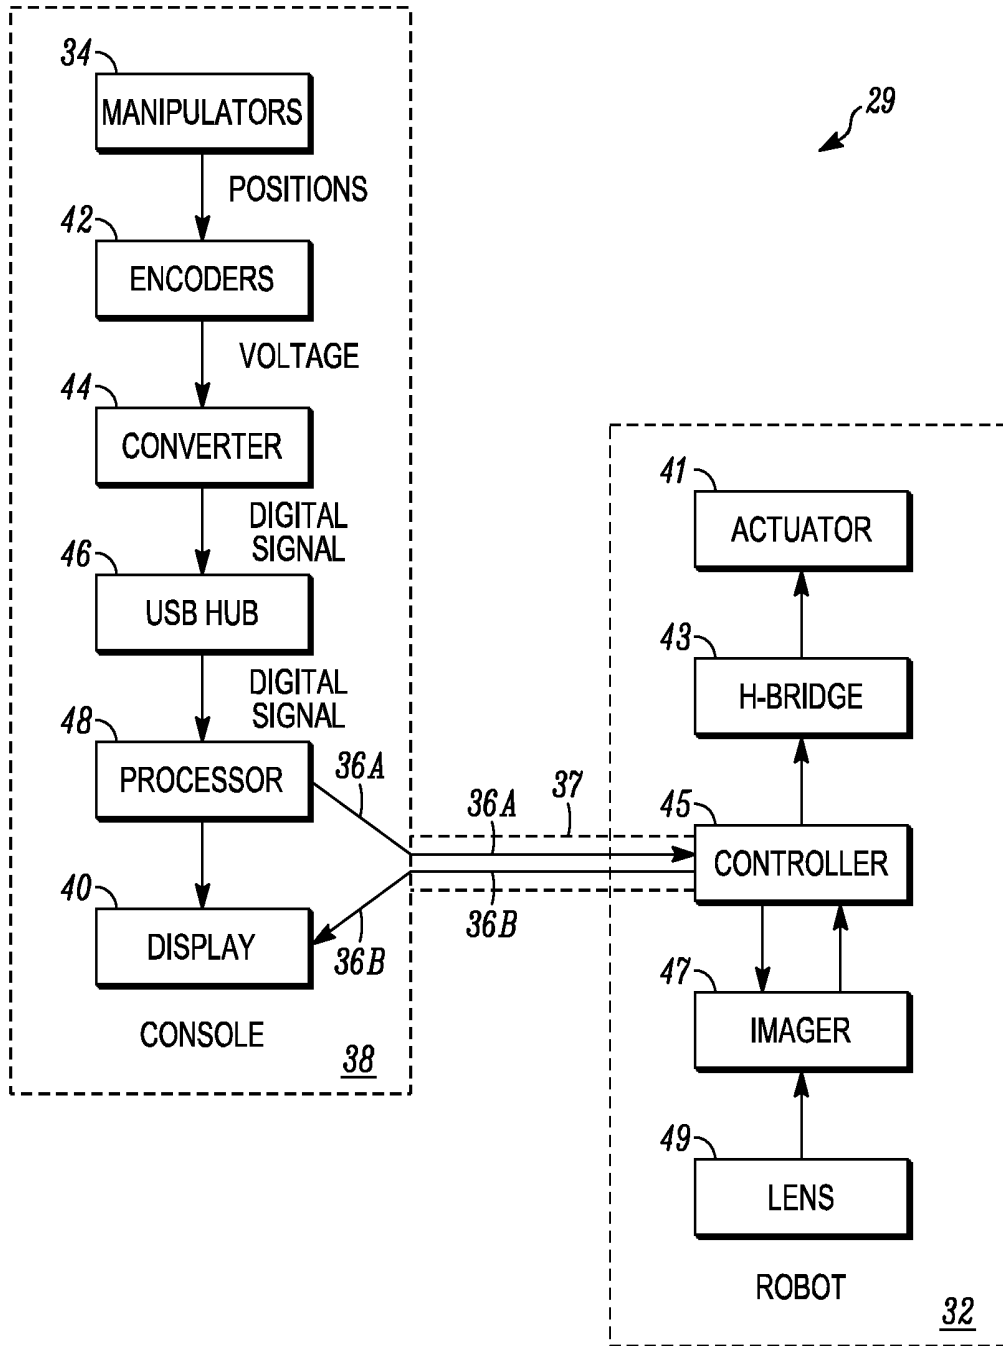 34
MANIPULATORS
POSITIONS
42
ENCODERS
VOLTAGE
44
CONVERTER
DIGITAL
SIGNAL
46
USB HUB
DIGITAL
SIGNAL
48
PROCESSOR
36A
40
DISPLAY
36B
CONSOLE
38
36A
37
36B
29
41
ACTUATOR
43
H-BRIDGE
45
CONTROLLER
47
IMAGER
49
LENS
ROBOT
32